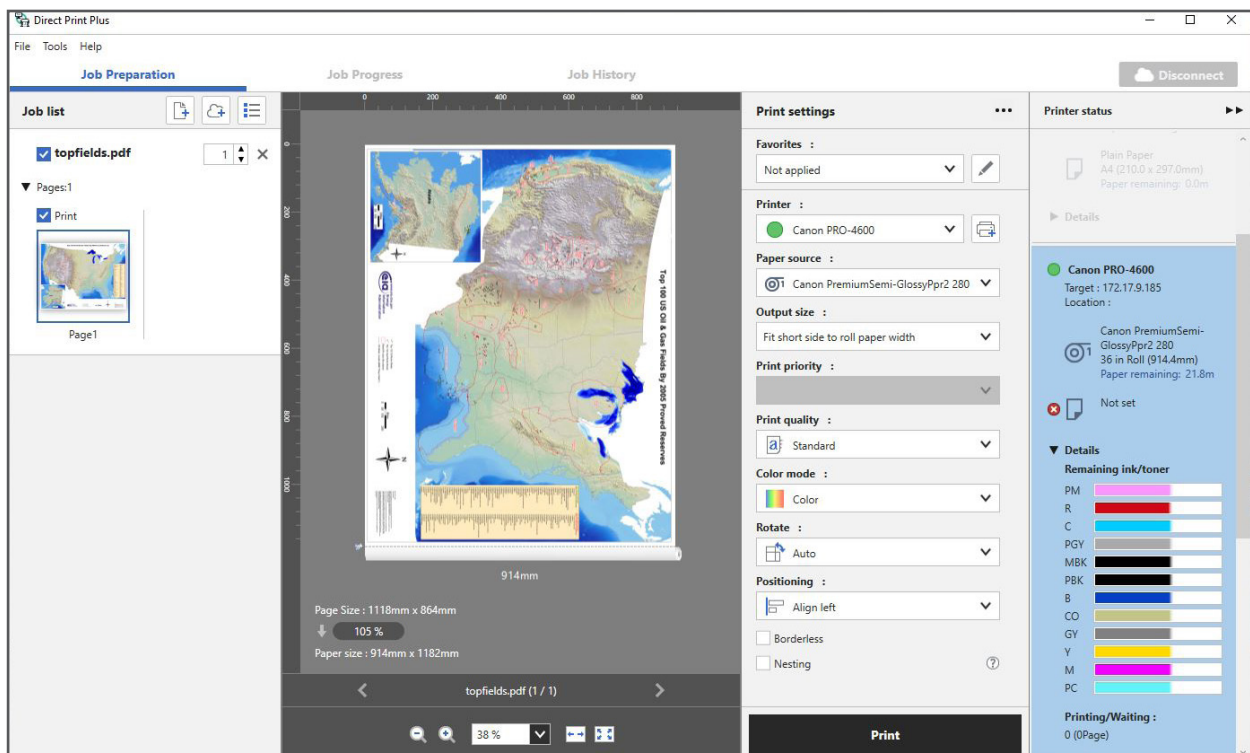 Direct Print Plus
File Tools Help
Job Preparation
Job Progress
Job History
Disconnect
Job list
topfields.pdf
1
Pages:1
Print
Page1
0 200 400 600 800
0
200
400
600
800
1000
Top 100 US Oil & Gas Fields By 2005 Proved Reserves
eia
914mm
Page Size : 1118mm x 864mm
105 %
Paper size : 914mm x 1182mm
topfields.pdf (1 / 1)
38 %
Print settings
Favorites :
Not applied
Printer :
Canon PRO-4600
Paper source :
1 Canon PremiumSemi-GlossyPpr2 280
Output size :
Fit short side to roll paper width
Print priority :
Print quality :
a Standard
Color mode :
Color
Rotate :
Auto
Positioning :
Align left
Borderless
Nesting
?
Print
Printer status
Plain Paper
A4 (210.0 x 297.0mm)
Paper remaining: 0.0m
Details
Canon PRO-4600
Target : 172.17.9.185
Location :
1
Canon PremiumSemi-
GlossyPpr2 280
36 in Roll (914.4mm)
Paper remaining: 21.8m
Not set
Details
Remaining ink/toner
PM
R
C
PGY
MBK
PBK
B
CO
GY
Y
M
PC
Printing/Waiting :
0 (0Page)